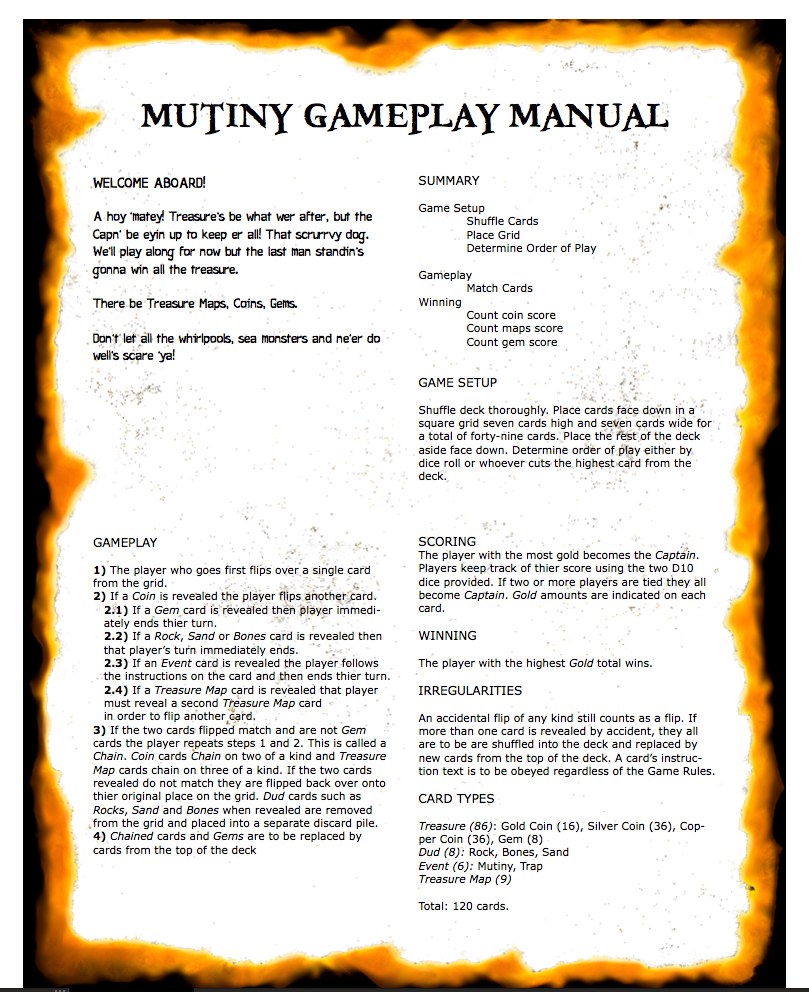 MUTINY GAMEPLAY MANUAL
WELCOME ABOARD!
A hoy 'matey! Treasure's be what wer after, but the
Capn' be eyin up to keep er all! That scrurrvy dog.
We'll play along for now but the last man standin's
gonna win all the treasure.
There be Treasure Maps, Coins, Gems.
Don't let all the whirlpools, sea monsters and ne'er do
well's scare 'ya!
SUMMARY
Game Setup
Shuffle Cards
Place Grid
Determine Order of Play
Gameplay
Match Cards
Winning
Count coin score
Count maps score
Count gem score
GAME SETUP
Shuffle deck thoroughly. Place cards face down in a
square grid seven cards high and seven cards wide for
a total of forty-nine cards. Place the rest of the deck
aside face down. Determine order of play either by
dice roll or whoever cuts the highest card from the
deck.
GAMEPLAY
1) The player who goes first flips over a single card
from the grid.
2) If a Coin is revealed the player flips another card.
2.1) If a Gem card is revealed then player immedi-
ately ends thier turn.
2.2) If a Rock, Sand or Bones card is revealed then
that player's turn immediately ends.
2.3) If an Event card is revealed the player follows
the instructions on the card and then ends thier turn.
2.4) If a Treasure Map card is revealed that player
must reveal a second Treasure Map card
in order to flip another card.
3) If the two cards flipped match and are not Gem
cards the player repeats steps 1 and 2. This is called a
Chain. Coin cards Chain on two of a kind and Treasure
Map cards chain on three of a kind. If the two cards
revealed do not match they are flipped back over onto
thier original place on the grid. Dud cards such as
Rocks, Sand and Bones when revealed are removed
from the grid and placed into a separate discard pile.
4) Chained cards and Gems are to be replaced by
cards from the top of the deck
SCORING
The player with the most gold becomes the Captain.
Players keep track of thier score using the two D10
dice provided. If two or more players are tied they all
become Captain. Gold amounts are indicated on each
card.
WINNING
The player with the highest Gold total wins.
IRREGULARITIES
An accidental flip of any kind still counts as a flip. If
more than one card is revealed by accident, they all
are to be are shuffled into the deck and replaced by
new cards from the top of the deck. A card's instruc-
tion text is to be obeyed regardless of the Game Rules.
CARD TYPES
Treasure (86): Gold Coin (16), Silver Coin (36), Cop-
per Coin (36), Gem (8)
Dud (8): Rock, Bones, Sand
Event (6): Mutiny, Trap
Treasure Map (9)
Total: 120 cards.